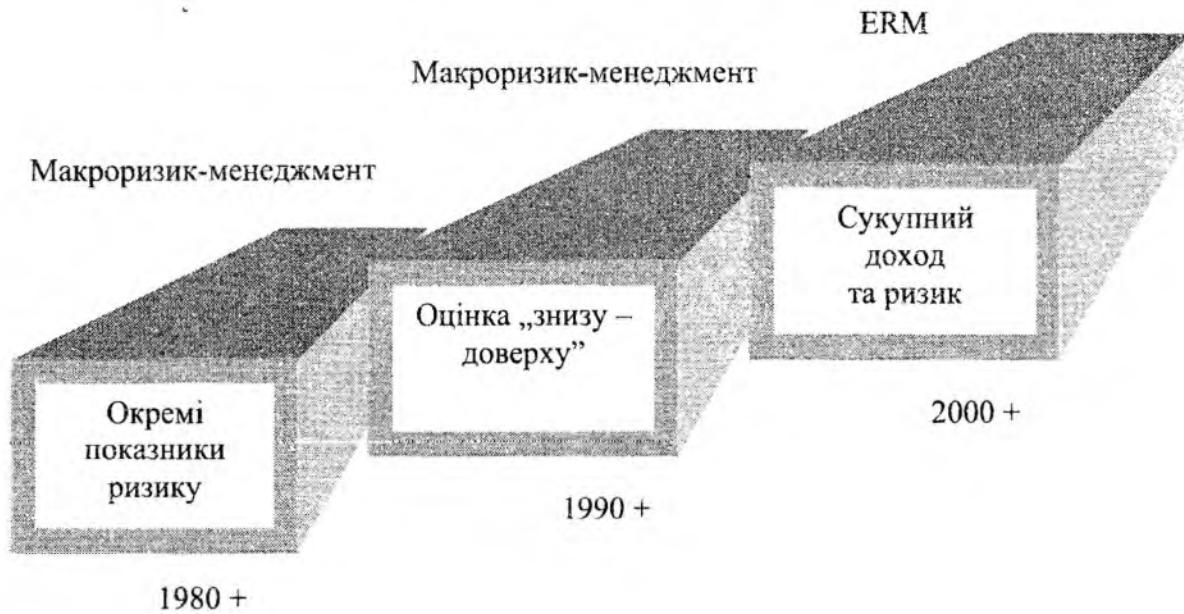 ERM
Макроризик-менеджмент
Макроризик-менеджмент
Сукупний
доход
та ризик
Оцінка „знизу –
доверху”
Окремі
показники
ризику
2000 +
1990 +
1980 +